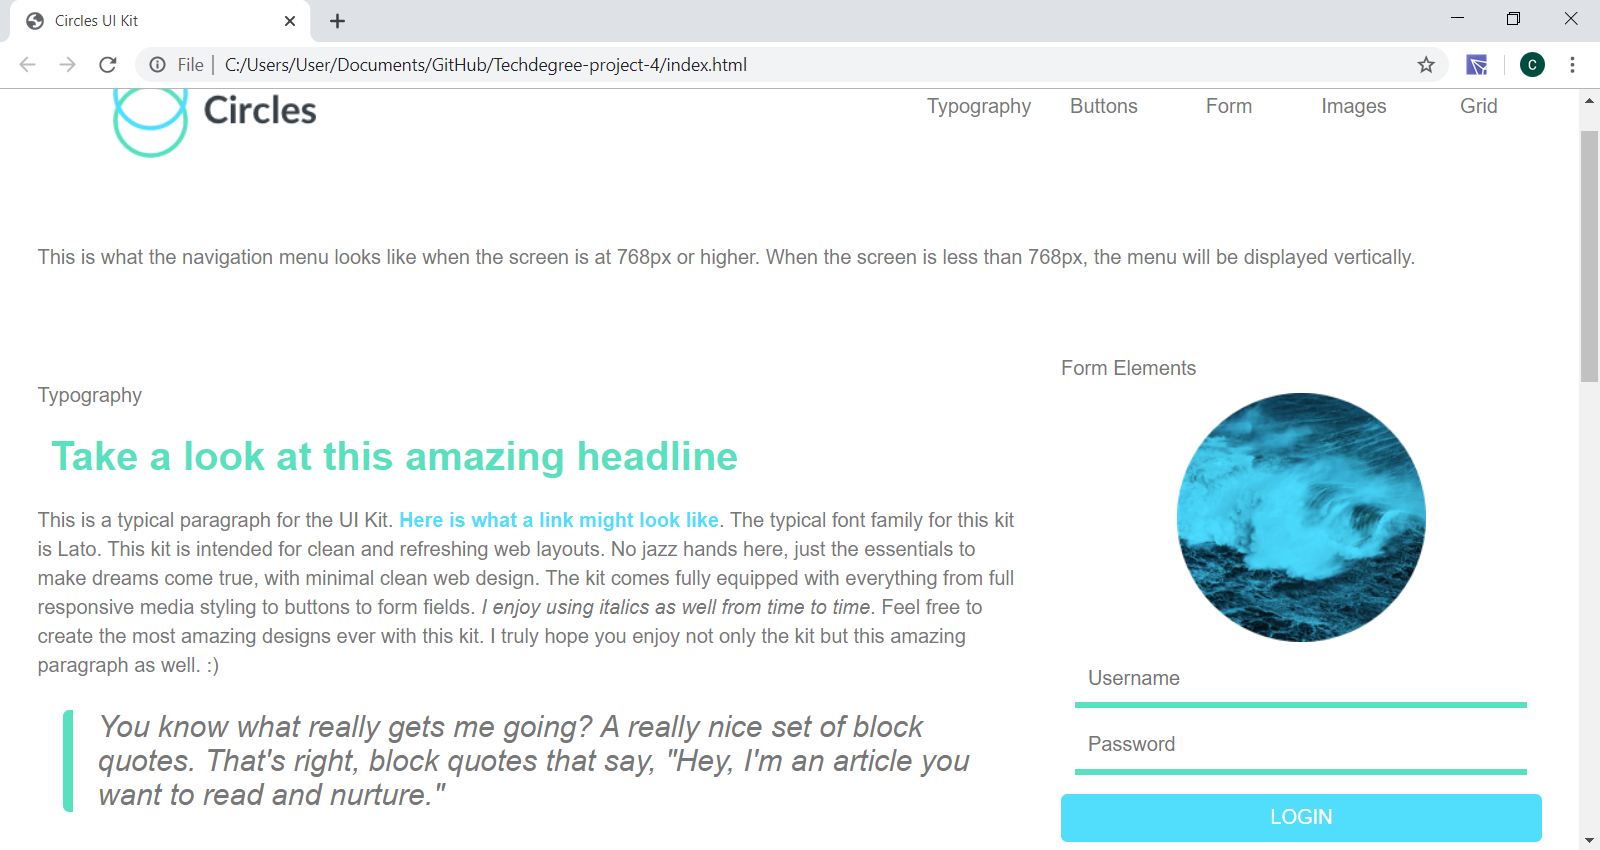 Circles UI Kit
File | C:/Users/User/Documents/GitHub/Techdegree-project-4/index.html
C
Circles
Typography Buttons Form Images Grid
This is what the navigation menu looks like when the screen is at 768px or higher. When the screen is less than 768px, the menu will be displayed vertically.
Typography
Take a look at this amazing headline
This is a typical paragraph for the UI Kit. Here is what a link might look like. The typical font family for this kit
is Lato. This kit is intended for clean and refreshing web layouts. No jazz hands here, just the essentials to
make dreams come true, with minimal clean web design. The kit comes fully equipped with everything from full
responsive media styling to buttons to form fields. I enjoy using italics as well from time to time. Feel free to
create the most amazing designs ever with this kit. I truly hope you enjoy not only the kit but this amazing
paragraph as well. :)
You know what really gets me going? A really nice set of block
quotes. That's right, block quotes that say, "Hey, I'm an article you
want to read and nurture."
Form Elements
Username
Password
LOGIN